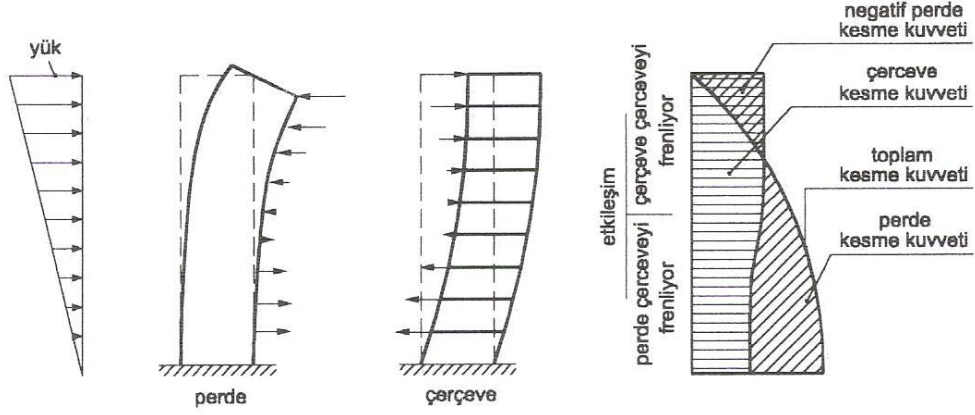 yük
perde
çerçeve
etkileşim
çerçeve çerçeveyi
frenliyor
perde çerçeveyi
frenliyor
negatif perde
kesme kuvveti
çerceve
kesme kuvveti
toplam
kesme kuvveti
perde
kesme kuvveti